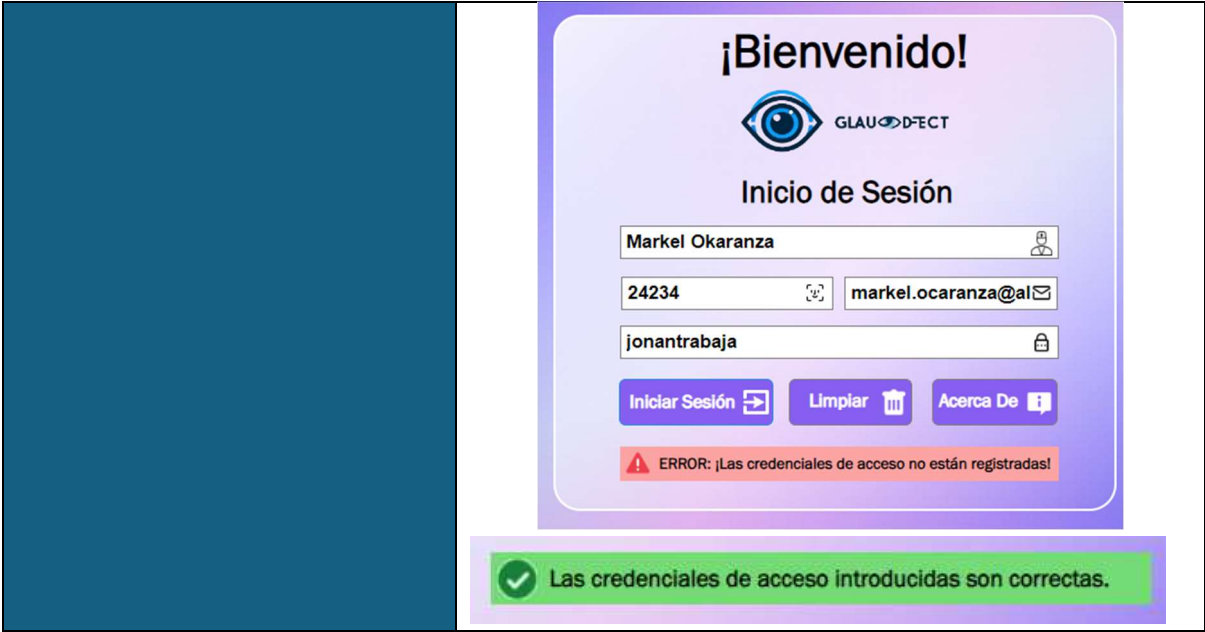 ¡Bienvenido!
GLAUCODETECT
Inicio de Sesión
Markel Okaranza
24234 markel.ocaranza@al
jonantrabaja
Iniciar Sesión Limpiar Acerca De
ERROR: ¡Las credenciales de acceso no están registradas!
Las credenciales de acceso introducidas son correctas.